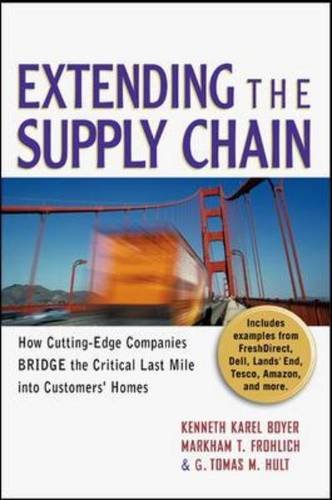 EXTENDING THE
SUPPLY CHAIN
How Cutting-Edge Companies
BRIDGE the Critical Last Mile
into Customers' Homes
Includes
examples from
FreshDirect,
Dell, Lands' End,
Tesco, Amazon,
and more.
KENNETH KAREL BOYER
MARKHAM T. FROHLICH
& G. TOMAS M. HULT